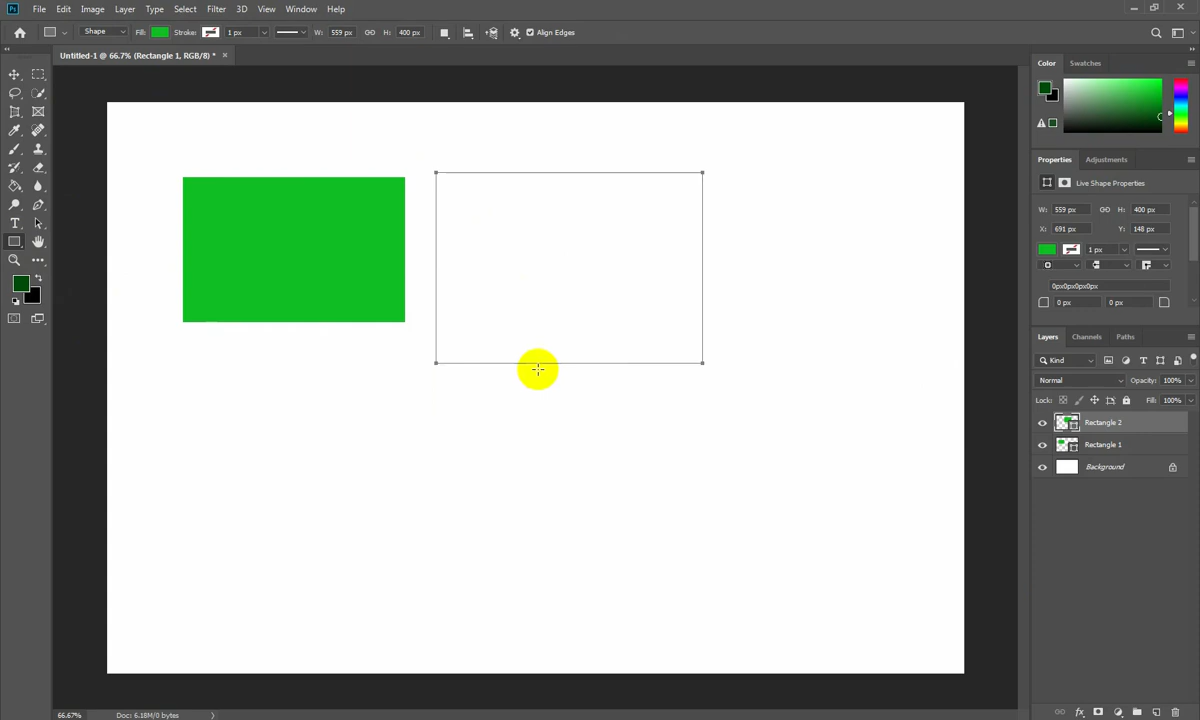 Ps File Edit Image Layer Type Select Filter 3D View Window Help
Shape Fill: Stroke: 1 px W: 559 px H: 400 px Align Edges
Untitled-1 @ 66.7% (Rectangle 1, RGB/8) * ×
Color Swatches
Properties Adjustments
Live Shape Properties
W: 559 px H: 400 px
X: 691 px Y: 148 px
1 px
0px0px0px0px
0 px 0 px
Layers Channels Paths
Kind
Normal Opacity: 100%
Lock: Fill: 100%
Rectangle 2
Rectangle 1
Background
T
fx
66.67% Doc: 6.18M/0 bytes